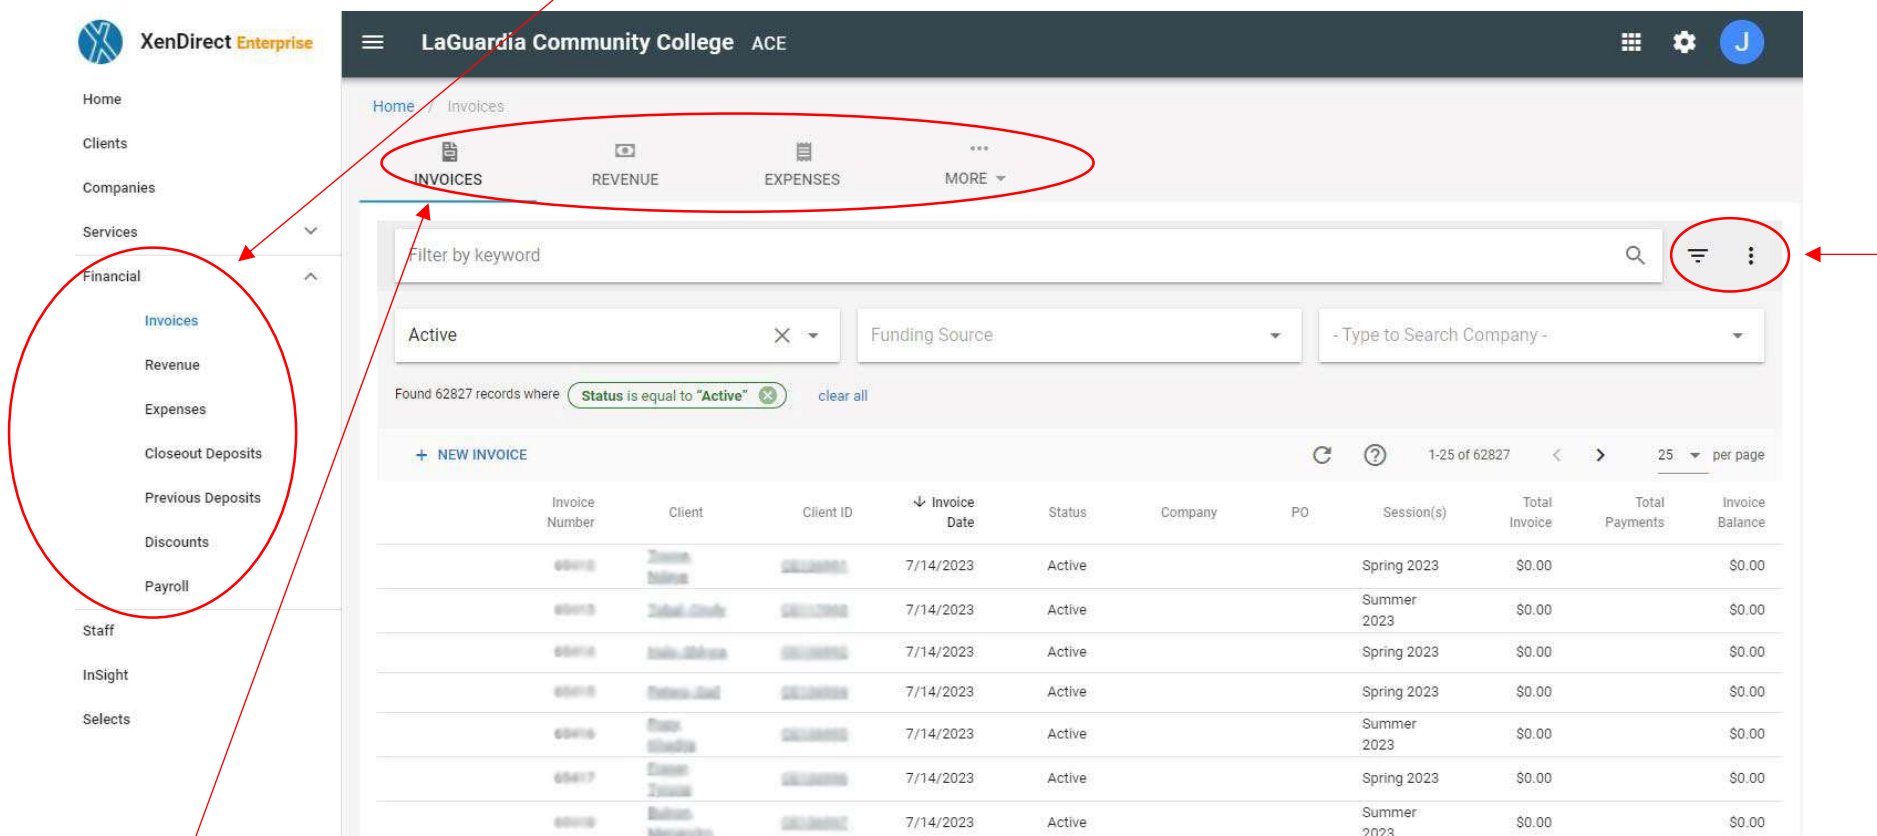 XenDirect Enterprise
LaGuardia Community College ACE
J
Home
Clients
Companies
Services
Financial
Invoices
Revenue
Expenses
Closeout Deposits
Previous Deposits
Discounts
Payroll
Staff
InSight
Selects
Home / Invoices
INVOICES REVENUE EXPENSES MORE
Filter by keyword
Active Funding Source - Type to Search Company -
Found 62827 records where Status is equal to "Active" clear all
+ NEW INVOICE 1-25 of 62827 25 per page
Invoice Number Client Client ID Invoice Date Status Company PO Session(s) Total Invoice Total Payments Invoice Balance
7/14/2023 Active Spring 2023 $0.00 $0.00
7/14/2023 Active Summer 2023 $0.00 $0.00
7/14/2023 Active Spring 2023 $0.00 $0.00
7/14/2023 Active Spring 2023 $0.00 $0.00
7/14/2023 Active Summer 2023 $0.00 $0.00
7/14/2023 Active Spring 2023 $0.00 $0.00
7/14/2023 Active Summer 2023 $0.00 $0.00